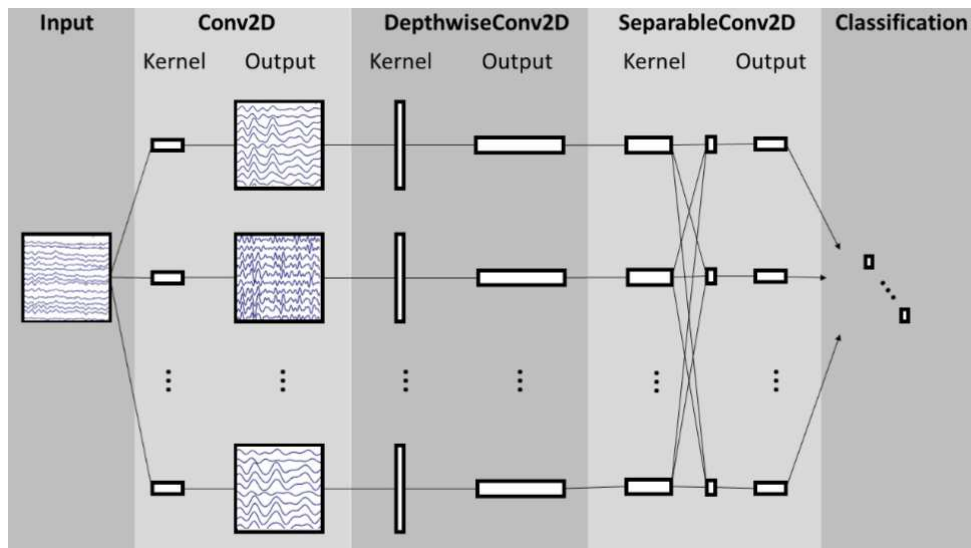 Input Conv2D DepthwiseConv2D SeparableConv2D Classification
Kernel Output Kernel Output Kernel Output